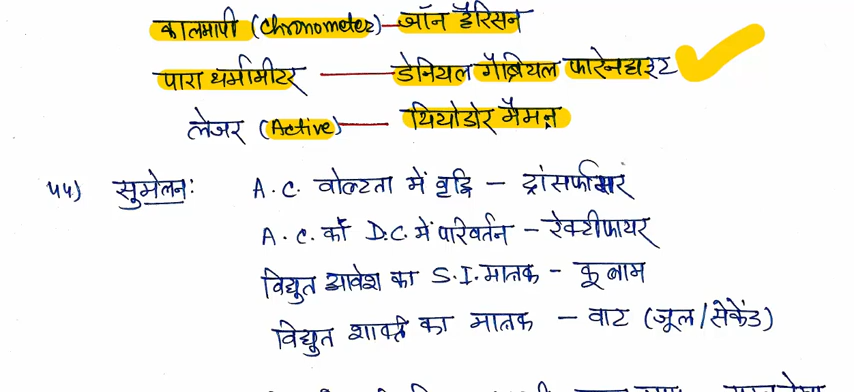 कालमापी (Chronometer) — जॉन हैरिसन
पारा थर्मामीटर — डेनियल गैब्रियल फारेनहाइट
लेजर (Active) — थियोडोर मैमन
44) सुमेलन:
A.C. वोल्टता में वृद्धि – ट्रांसफॉर्मर
A.C. को D.C. में परिवर्तन – रेक्टीफायर
विद्युत आवेश का S.I. मात्रक – कूलाम
विद्युत शक्ति का मात्रक – वाट (जूल/सेकेंड)